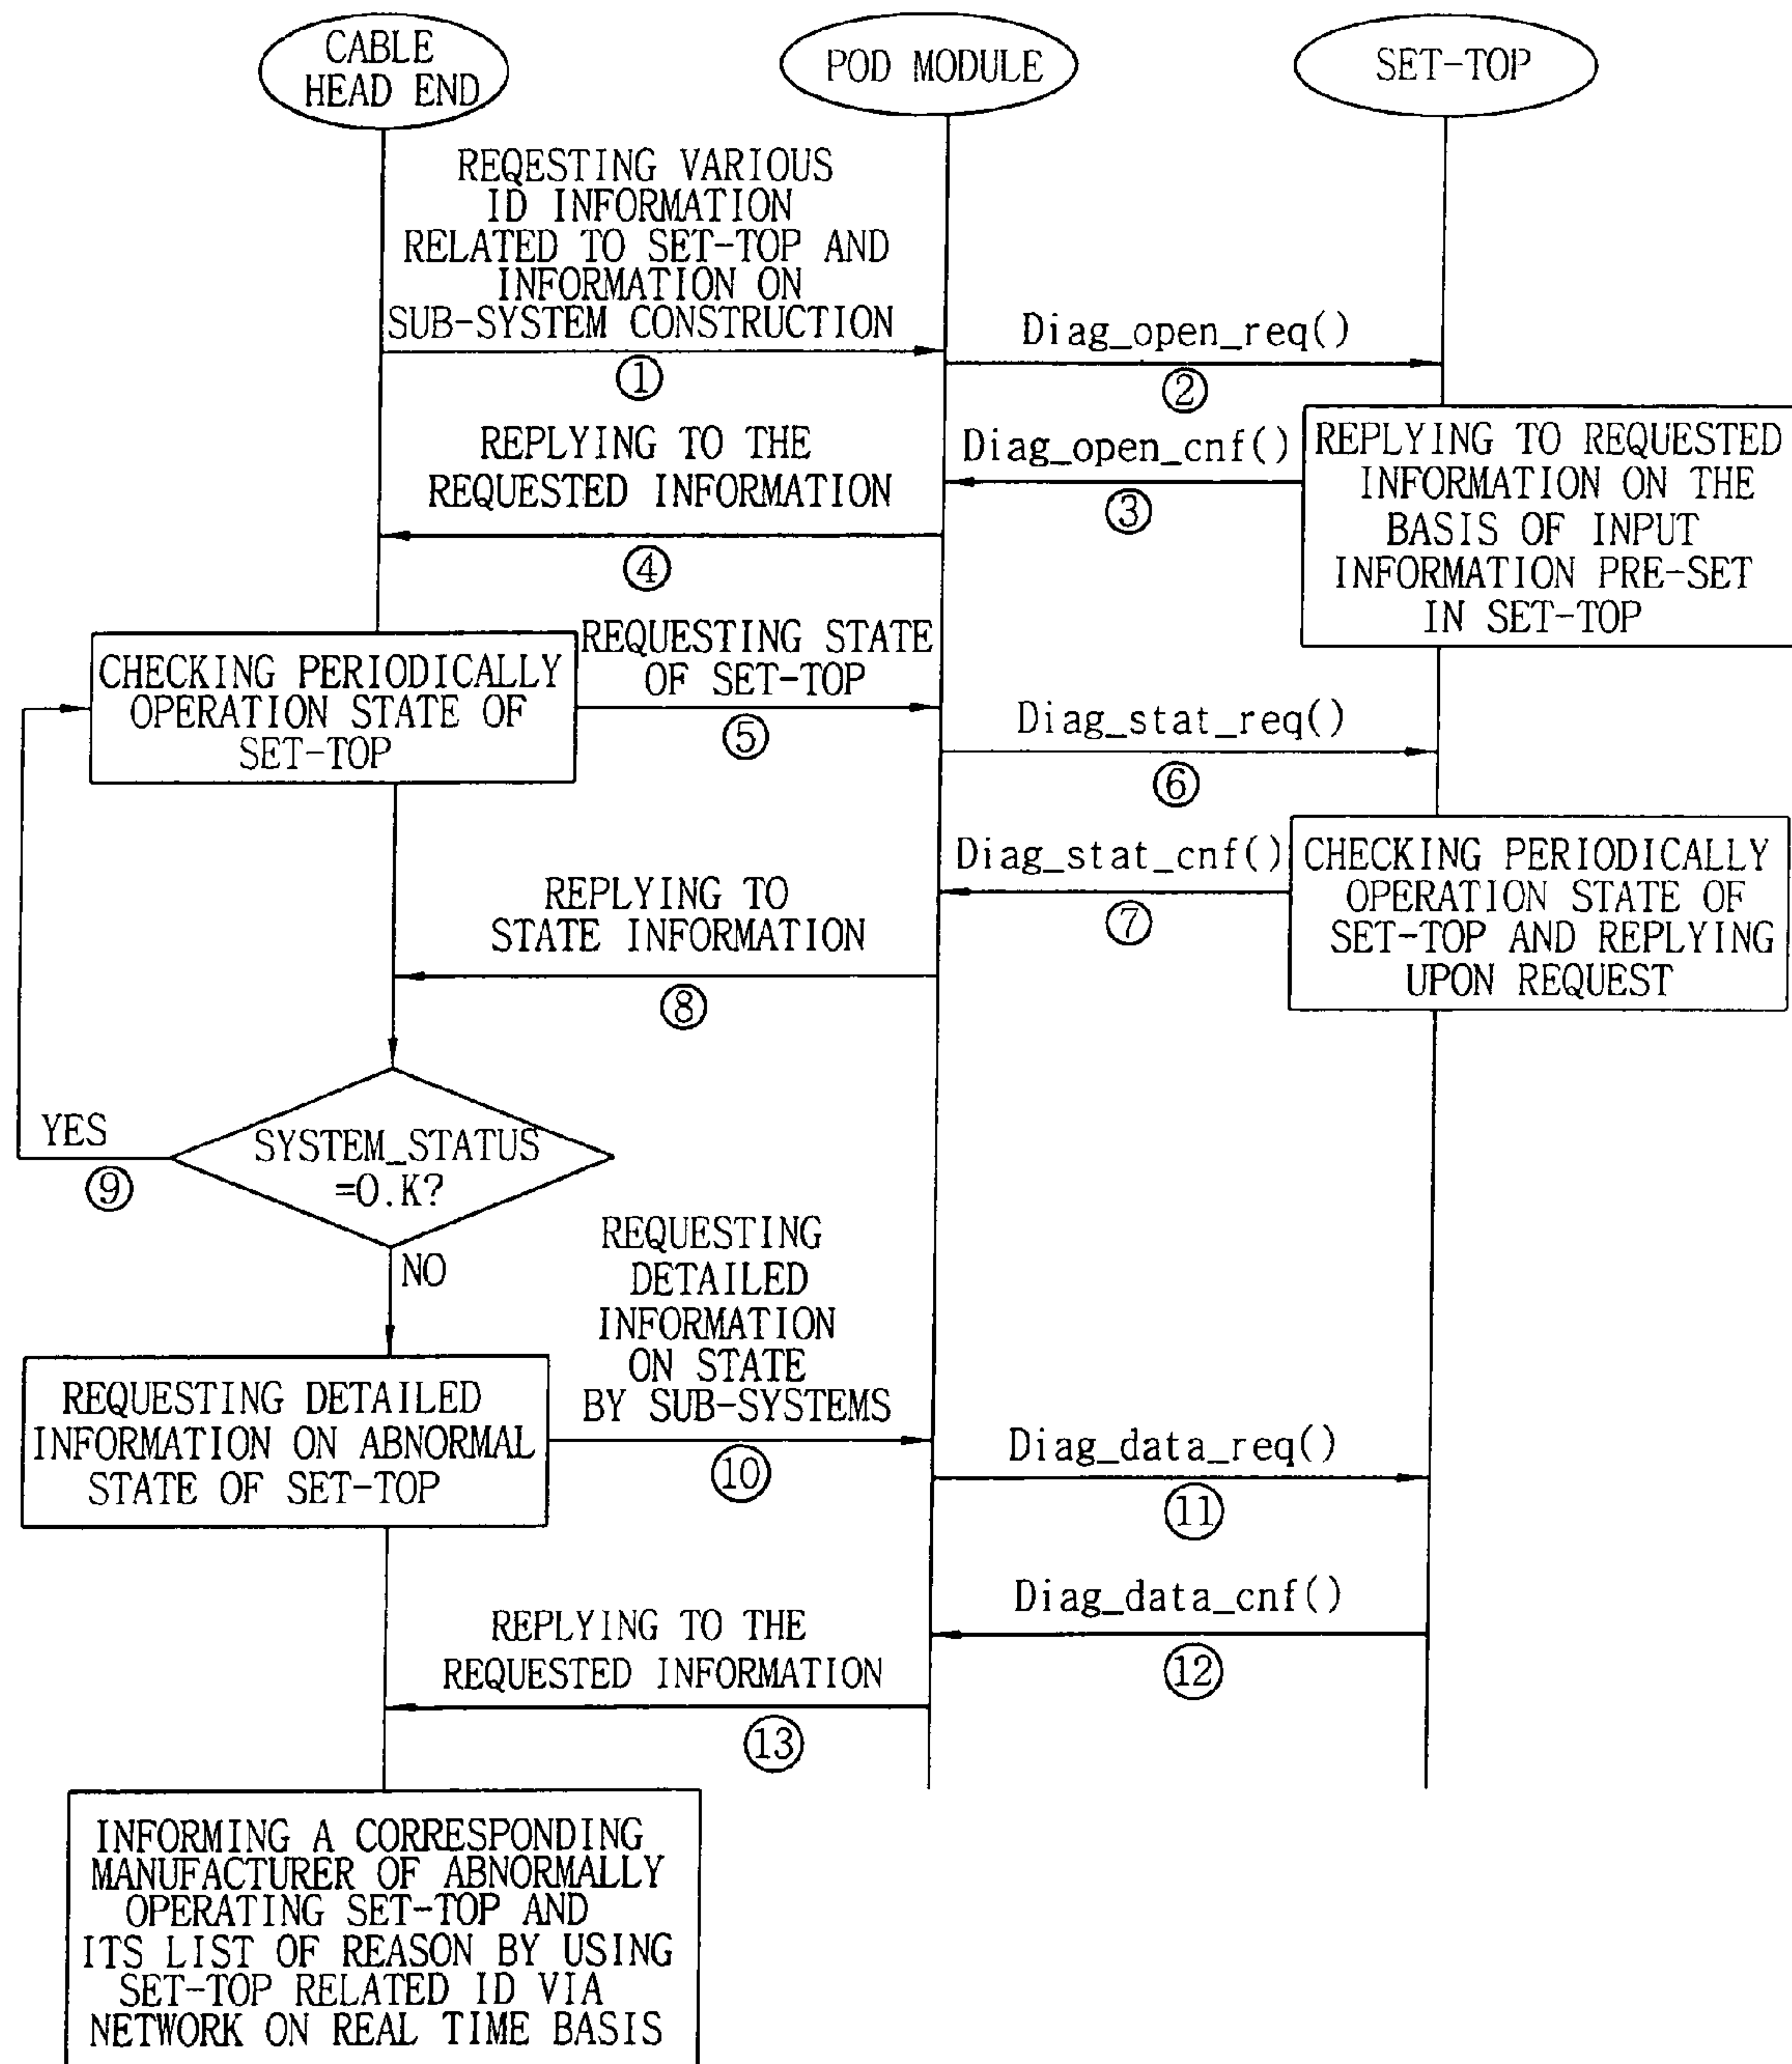 CABLE
HEAD END
POD MODULE
SET-TOP
REQESTING VARIOUS
ID INFORMATION
RELATED TO SET-TOP AND
INFORMATION ON
SUB-SYSTEM CONSTRUCTION
①
Diag_open_req()
②
REPLYING TO THE
REQUESTED INFORMATION
④
Diag_open_cnf()
③
REPLYING TO REQUESTED
INFORMATION ON THE
BASIS OF INPUT
INFORMATION PRE-SET
IN SET-TOP
CHECKING PERIODICALLY
OPERATION STATE OF
SET-TOP
REQUESTING STATE
OF SET-TOP
⑤
Diag_stat_req()
⑥
Diag_stat_cnf()
⑦
CHECKING PERIODICALLY
OPERATION STATE OF
SET-TOP AND REPLYING
UPON REQUEST
REPLYING TO
STATE INFORMATION
⑧
YES
⑨
SYSTEM_STATUS
=O.K?
NO
REQUESTING DETAILED
INFORMATION ON ABNORMAL
STATE OF SET-TOP
REQUESTING
DETAILED
INFORMATION
ON STATE
BY SUB-SYSTEMS
⑩
Diag_data_req()
⑪
Diag_data_cnf()
⑫
REPLYING TO THE
REQUESTED INFORMATION
⑬
INFORMING A CORRESPONDING
MANUFACTURER OF ABNORMALLY
OPERATING SET-TOP AND
ITS LIST OF REASON BY USING
SET-TOP RELATED ID VIA
NETWORK ON REAL TIME BASIS